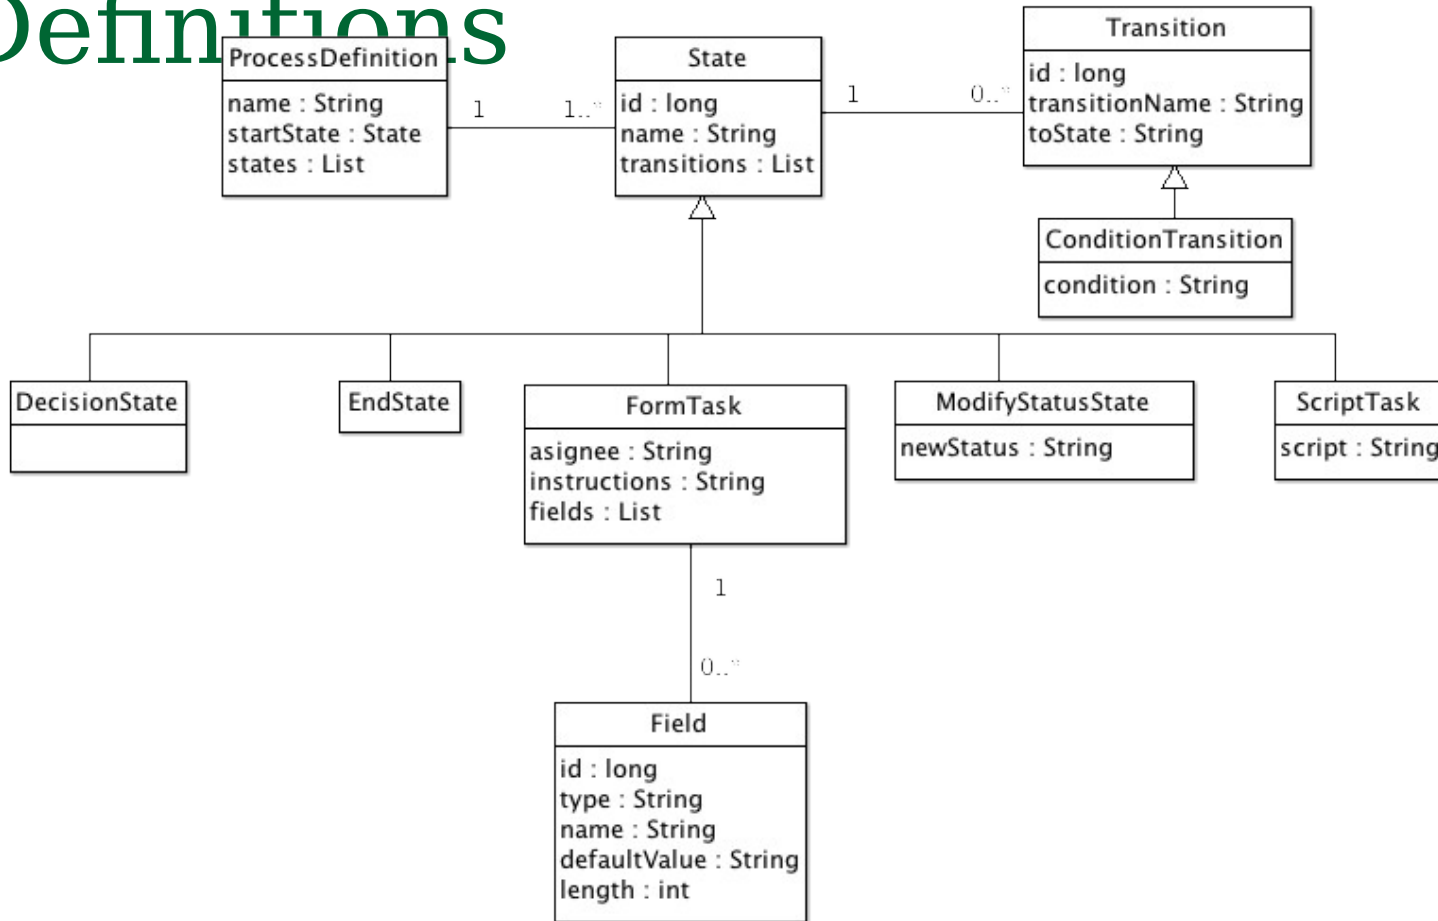 Definitions
ProcessDefinition
name : String
startState : State
states : List
1
1..*
State
id : long
name : String
transitions : List
1
0..*
Transition
id : long
transitionName : String
toState : String
ConditionTransition
condition : String
DecisionState
EndState
FormTask
asignee : String
instructions : String
fields : List
ModifyStatusState
newStatus : String
ScriptTask
script : String
1
0..*
Field
id : long
type : String
name : String
defaultValue : String
length : int